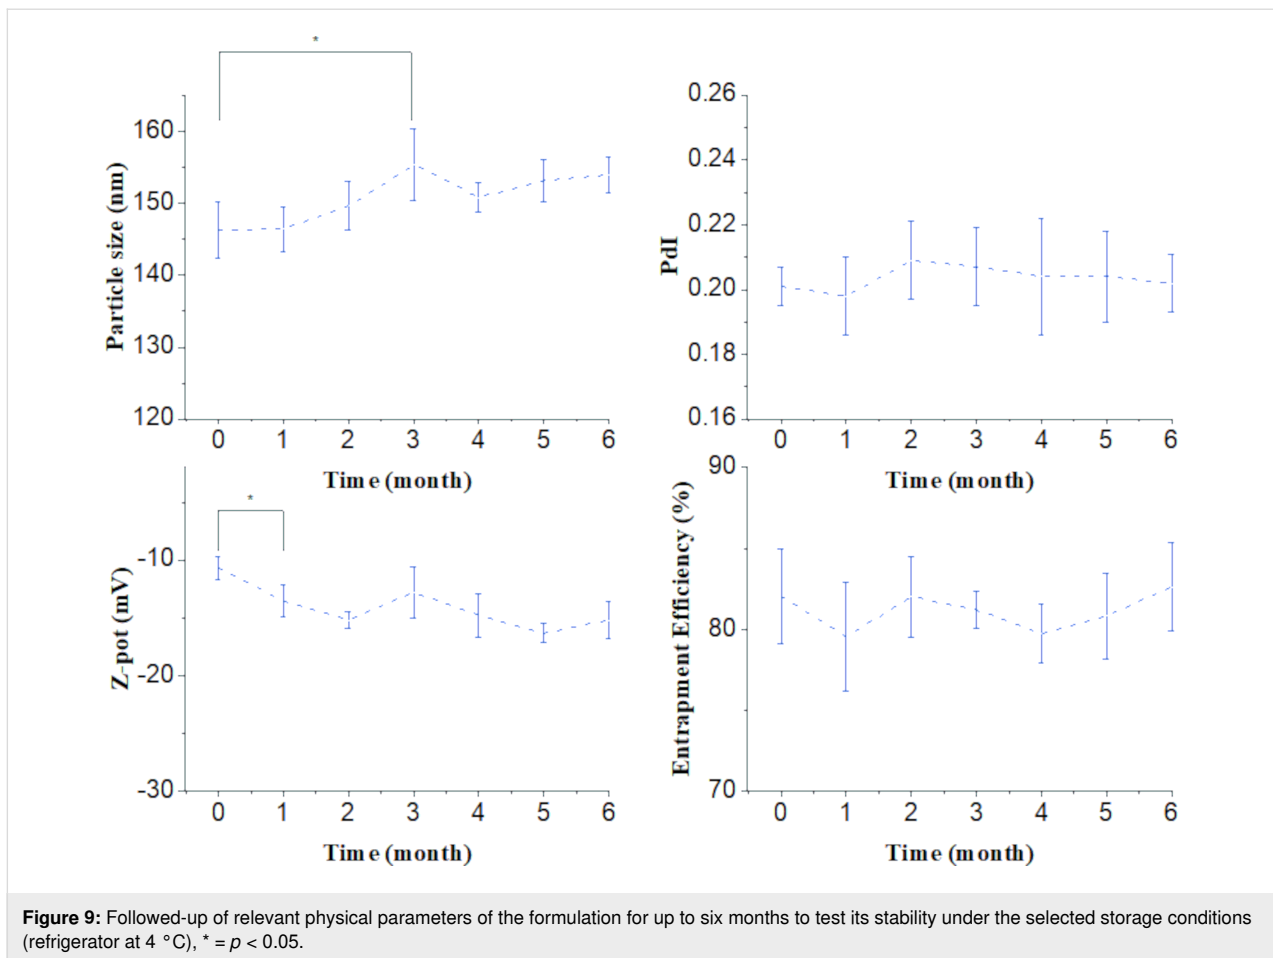 *
160
150
140
130
120
Particle size (nm)
0 1 2 3 4 5 6
Time (month)
0.26
0.24
0.22
0.20
0.18
0.16
PdI
0 1 2 3 4 5 6
Time (month)
*
-10
-20
-30
Z-pot (mV)
0 1 2 3 4 5 6
Time (month)
90
80
70
Entrapment Efficiency (%)
0 1 2 3 4 5 6
Time (month)
Figure 9: Followed-up of relevant physical parameters of the formulation for up to six months to test its stability under the selected storage conditions
(refrigerator at 4 °C), * = p < 0.05.